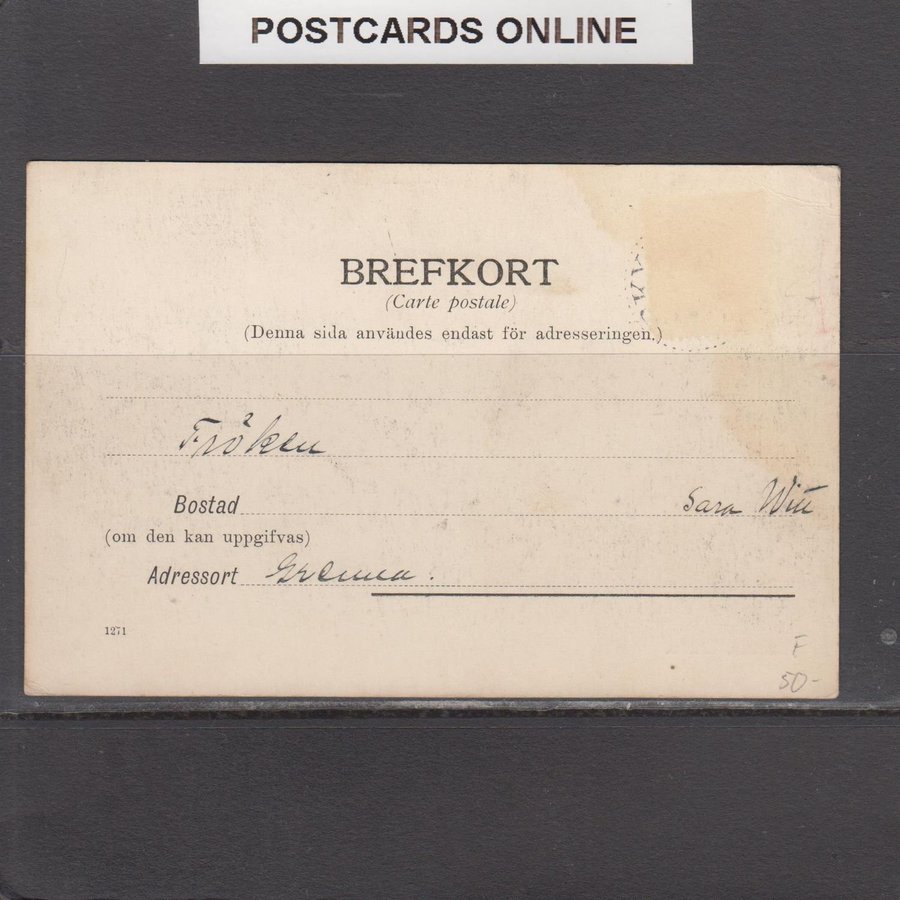 POSTCARDS ONLINE
BREFKORT
(Carte postale)
(Denna sida användes endast för adresseringen.)
Fröken
Bostad Sara Witt
(om den kan uppgifvas)
Adressort Grenna.
1271
F
50-